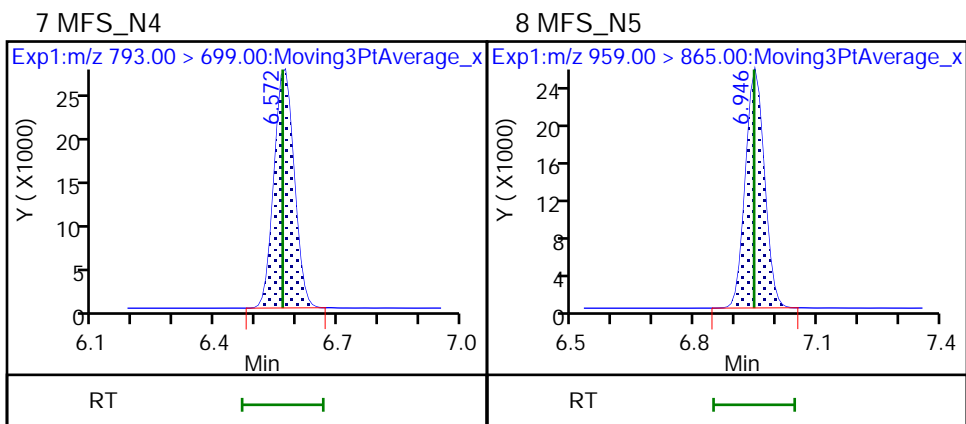 7 MFS_N4
Exp1:m/z 793.00 > 699.00:Moving3PtAverage_x
6.572
Y ( X1000)
25
20
15
10
5
0
6.1 6.4 6.7 7.0
Min
RT
8 MFS_N5
Exp1:m/z 959.00 > 865.00:Moving3PtAverage_x
6.946
Y ( X1000)
24
20
16
12
8
4
0
6.5 6.8 7.1 7.4
Min
RT